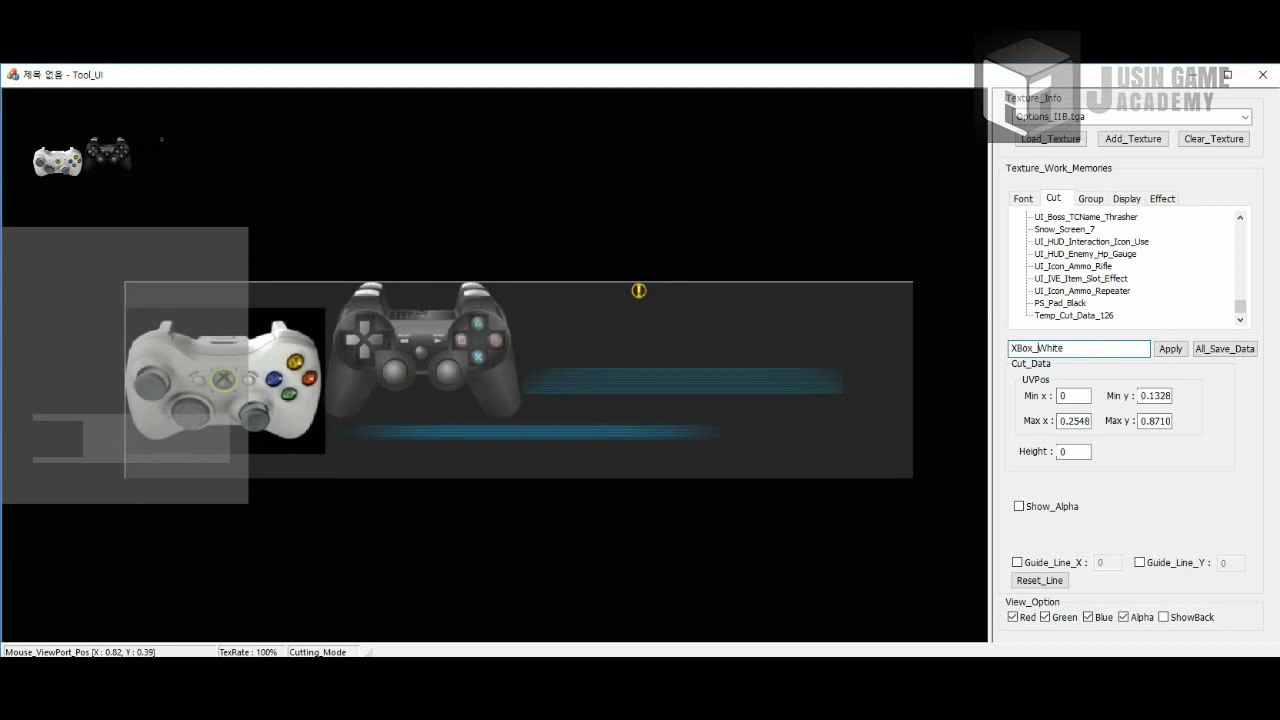 제목 없음 - Tool_UI
JUSIN GAME
ACADEMY
Texture_Info
Options_I1B.tga
Load_Texture Add_Texture Clear_Texture
Texture_Work_Memories
Font Cut Group Display Effect
UI_Boss_TCName_Thrasher
Snow_Screen_7
UI_HUD_Interaction_Icon_Use
UI_HUD_Enemy_Hp_Gauge
UI_Icon_Ammo_Rifle
UI_IVE_Item_Slot_Effect
UI_Icon_Ammo_Repeater
PS_Pad_Black
Temp_Cut_Data_126
XBox_White Apply All_Save_Data
Cut_Data
UVPos
Min x : 0 Min y : 0.1328
Max x : 0.2548 Max y : 0.8710
Height : 0
Show_Alpha
Guide_Line_X : 0 Guide_Line_Y : 0
Reset_Line
View_Option
Red Green Blue Alpha ShowBack
Mouse_ViewPort_Pos [X : 0.82, Y : 0.39) TexRate : 100% Cutting_Mode